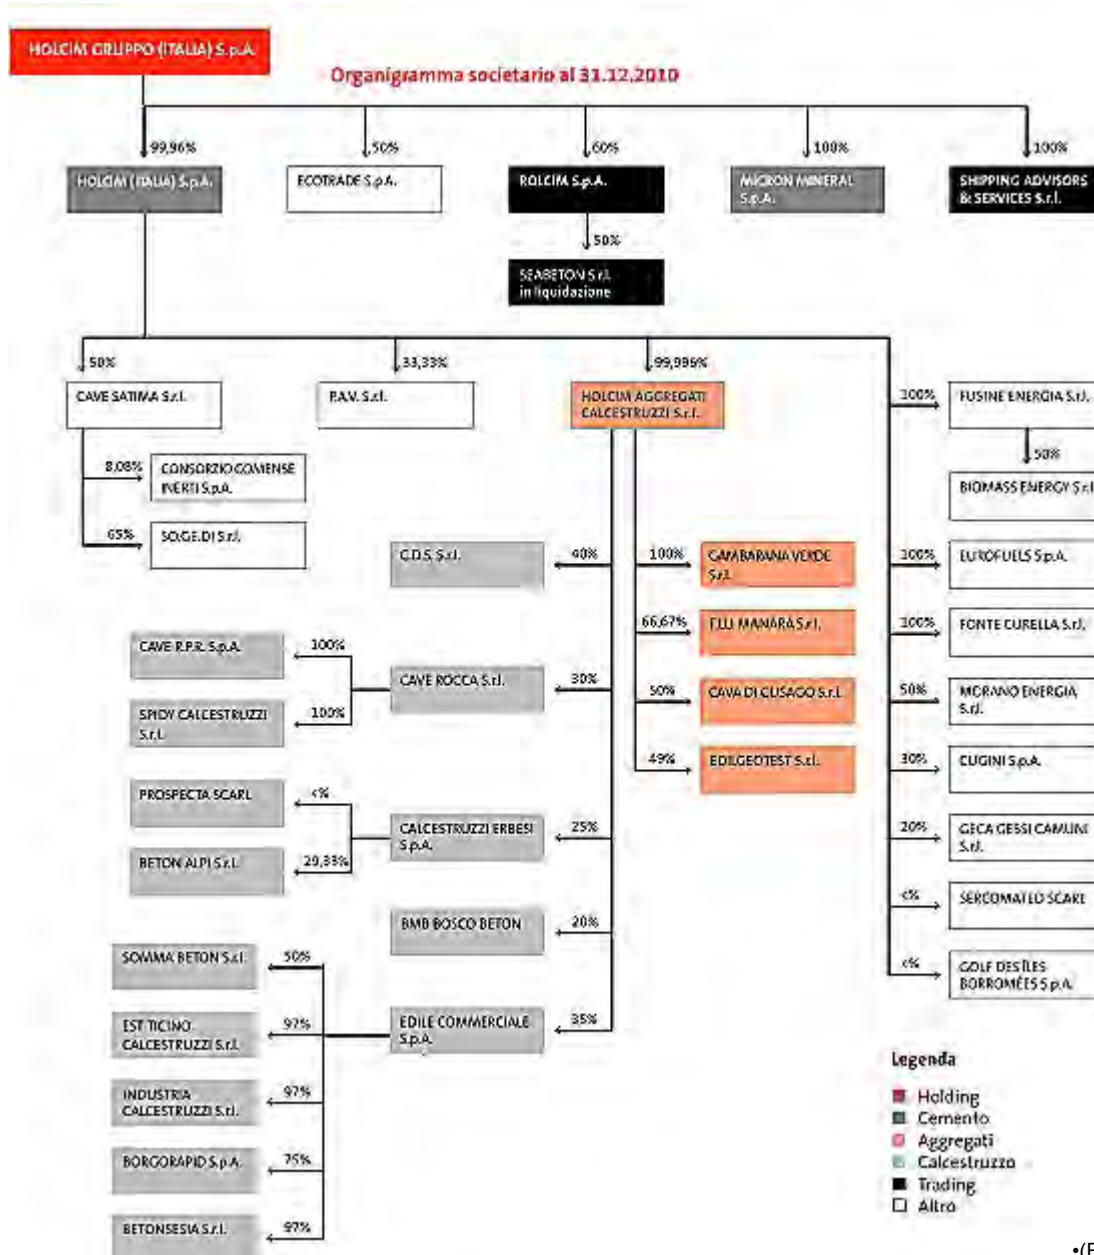 HOLCIM GRUPPO (ITALIA) S.p.A.
Organigramma societario al 31.12.2010
99,96%
50%
60%
100%
100%
HOLCIM (ITALIA) S.p.A.
ECOTRADE S.p.A.
ROLCIM S.p.A.
MICRON MINERAL
S.p.A.
SHIPPING ADVISORS
& SERVICES S.r.l.
50%
SEABETON S.r.l.
in liquidazione
50%
33,33%
99,999%
CAVE SATIMA S.r.l.
P.A.V. S.r.l.
HOLCIM AGGREGATI
CALCESTRUZZI S.r.l.
100%
FUSINE ENERGIA S.r.l.
8,08%
CONSORZIO COMENSE
INERTI S.p.A.
50%
BIOMASS ENERGY S.r.l
65%
SO.GE.DI S.r.l.
C.D.S. S.r.l.
40%
100%
GAMBARANA VERDE
S.r.l.
100%
EUROFUELS S.p.A.
66,67%
F.LLI MANARA S.r.l.
100%
FONTE CURELLA S.r.l.
CAVE R.P.R. S.p.A.
100%
CAVE ROCCA S.r.l.
30%
50%
CAVA DI CUSAGO S.r.l.
50%
MORANO ENERGIA
S.r.l.
SPIDY CALCESTRUZZI
S.r.l.
100%
49%
EDILGEOTEST S.r.l.
30%
CUGINI S.p.A.
PROSPECTA SCARL
<%
CALCESTRUZZI ERBESI
S.p.A.
25%
20%
GECA GESSI CAMUNI
S.r.l.
BETON ALPI S.r.l.
29,33%
<%
SERCOMATED SCARL
BMB BOSCO BETON
20%
SOMMA BETON S.r.l.
50%
<%
GOLF DES ÎLES
BORROMÉES S.p.A.
EST TICINO
CALCESTRUZZI S.r.l.
97%
EDILE COMMERCIALE
S.p.A.
35%
INDUSTRIA
CALCESTRUZZI S.r.l.
97%
BORGORAPID S.p.A.
75%
BETONSESIA S.r.l.
97%
Legenda
Holding
Cemento
Aggregati
Calcestruzzo
Trading
Altro